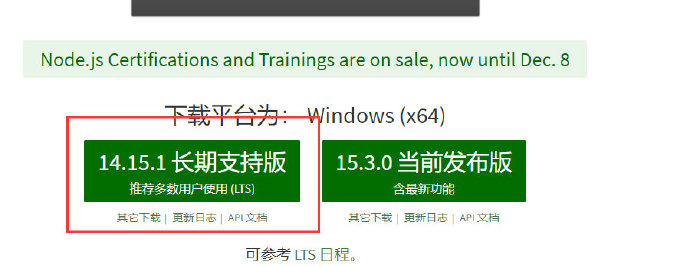 Node.js Certifications and Trainings are on sale, now until Dec. 8
下载平台为： Windows (x64)
14.15.1 长期支持版 15.3.0 当前发布版
推荐多数用户使用 (LTS) 含最新功能
其它下载 | 更新日志 | API 文档 其它下载 | 更新日志 | API 文档
可参考 LTS 日程。